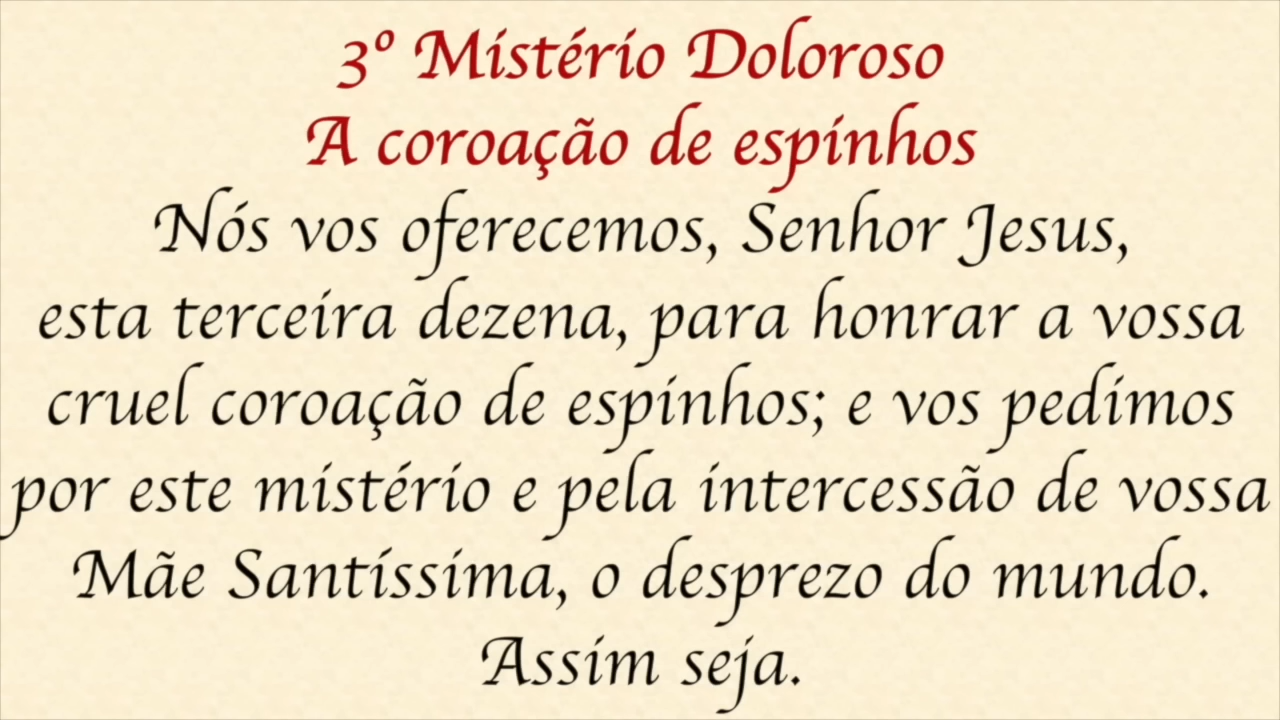 3º Mistério Doloroso
A coroação de espinhos
Nós vos oferecemos, Senhor Jesus,
esta terceira dezena, para honrar a vossa
cruel coroação de espinhos; e vos pedimos
por este mistério e pela intercessão de vossa
Mãe Santíssima, o desprezo do mundo.
Assim seja.